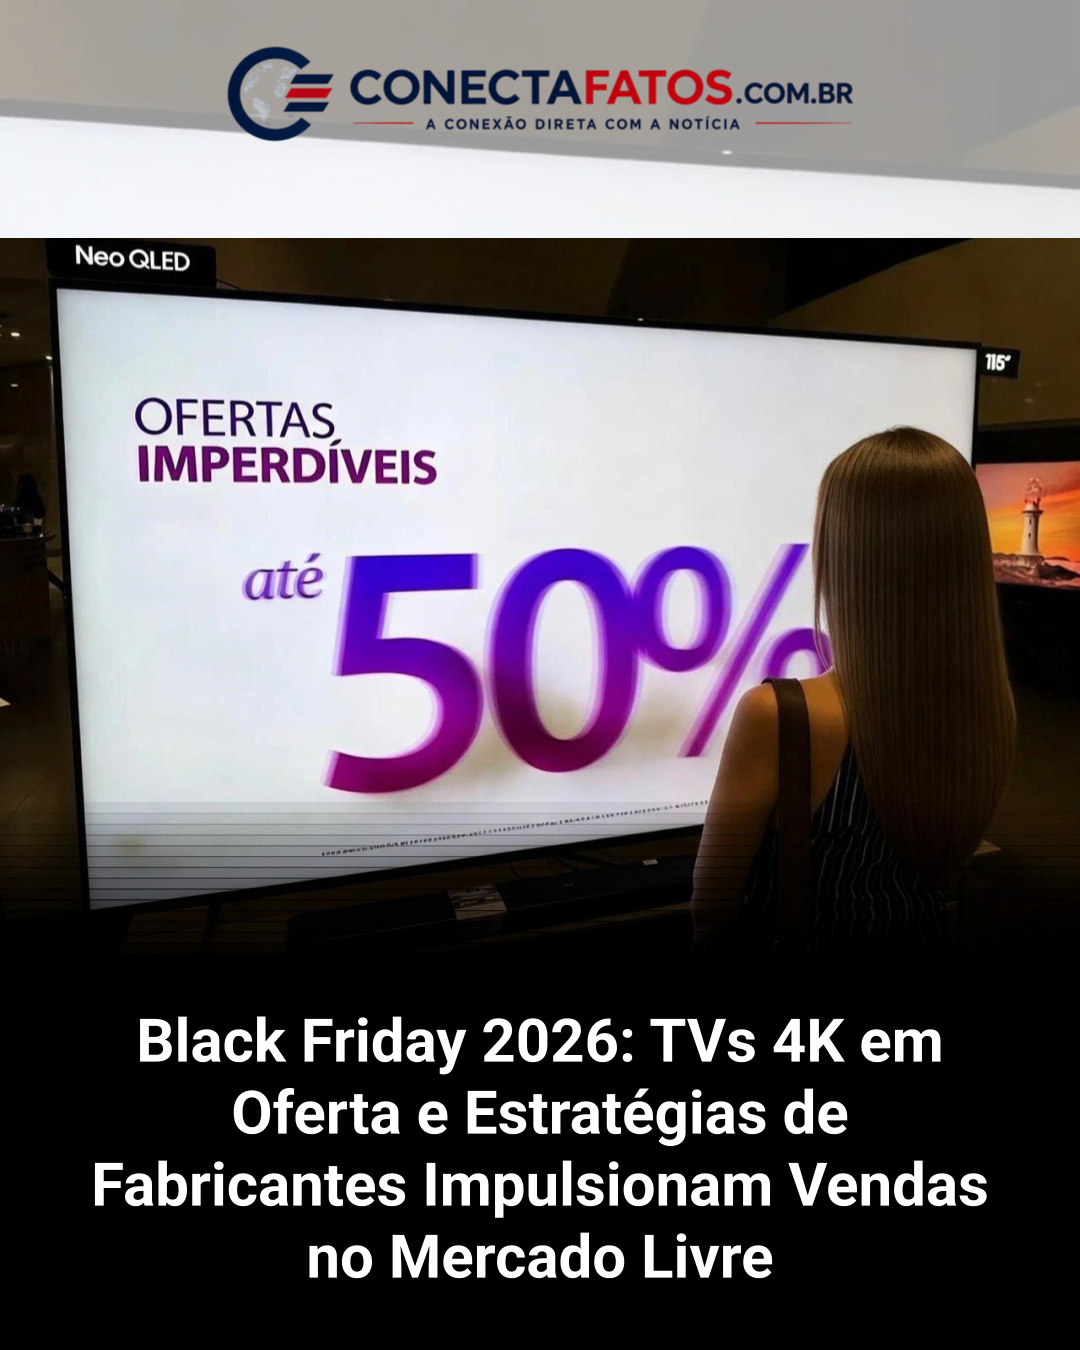 CONECTAFATOS.COM.BR
A CONEXÃO DIRETA COM A NOTÍCIA
Neo QLED
115"
OFERTAS
IMPERDÍVEIS
até 50%
Black Friday 2026: TVs 4K em
Oferta e Estratégias de
Fabricantes Impulsionam Vendas
no Mercado Livre